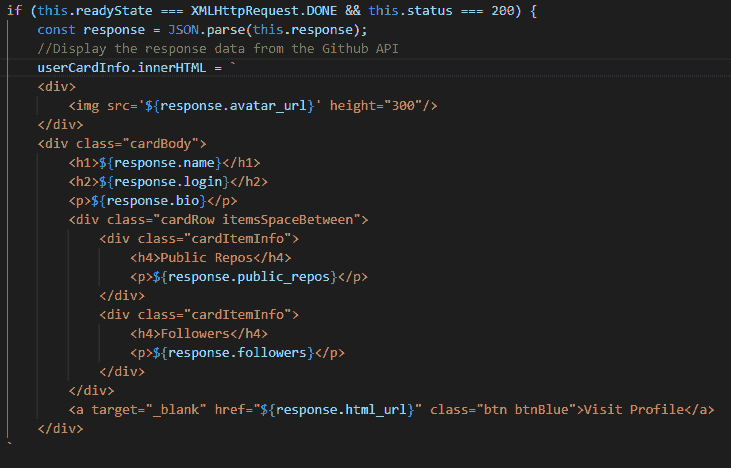 if (this.readyState === XMLHttpRequest.DONE && this.status === 200) {
    const response = JSON.parse(this.response);
    //Display the response data from the Github API
    userCardInfo.innerHTML = `
    <div>
        <img src='${response.avatar_url}' height="300"/>
    </div>
    <div class="cardBody">
        <h1>${response.name}</h1>
        <h2>${response.login}</h2>
        <p>${response.bio}</p>
        <div class="cardRow itemsSpaceBetween">
            <div class="cardItemInfo">
                <h4>Public Repos</h4>
                <p>${response.public_repos}</p>
            </div>
            <div class="cardItemInfo">
                <h4>Followers</h4>
                <p>${response.followers}</p>
            </div>
        </div>
        <a target="_blank" href="${response.html_url}" class="btn btnBlue">Visit Profile</a>
    </div>
`